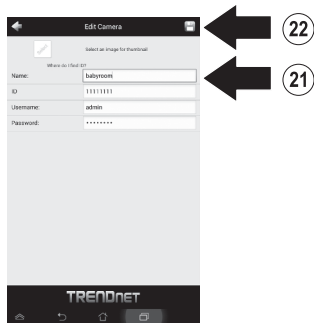 Edit Camera
22
Select an image for thumbnail
Where do I find ID?
21
Name: babyroom
ID 11111111
Username: admin
Password: ••••••••
TRENDnet